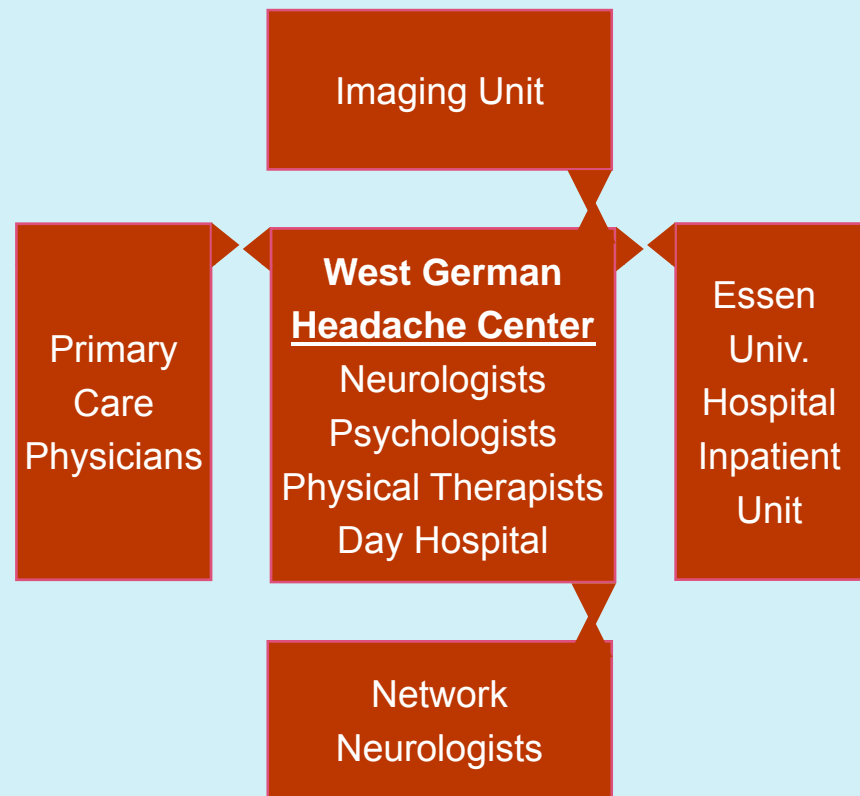 Imaging Unit
Primary
Care
Physicians
West German
Headache Center
Neurologists
Psychologists
Physical Therapists
Day Hospital
Essen
Univ.
Hospital
Inpatient
Unit
Network
Neurologists